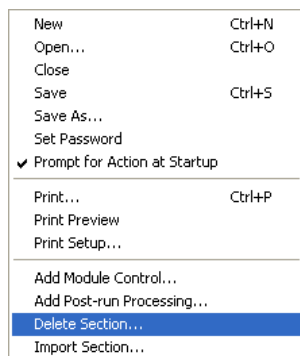 New Ctrl+N
Open... Ctrl+O
Close
Save Ctrl+S
Save As...
Set Password
Prompt for Action at Startup
Print... Ctrl+P
Print Preview
Print Setup...
Add Module Control...
Add Post-run Processing...
Delete Section...
Import Section...